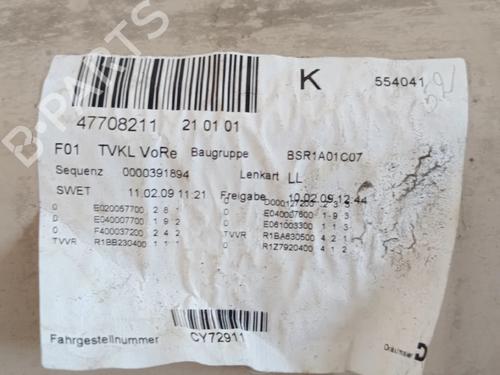 K
554041
47708211 21 01 01
F01 TVKL VoRe Baugruppe BSR1A01C07
Sequenz 0000391894 Lenkart LL
SWET 11.02.09 11:21 Freigabe 10.02.09 12:44
0 E020057700 2 8 1
D E040007700 1 9 2
0 F400037200 2 4 2
TVVR R1BB230400 1 1 1
E040007600 1 9 3
E061003300 1 1 3
TVVR R1BA630500 4 2 1
R1Z7920400 4 1 2
Fahrgestellnummer CY72911
B-PARTS